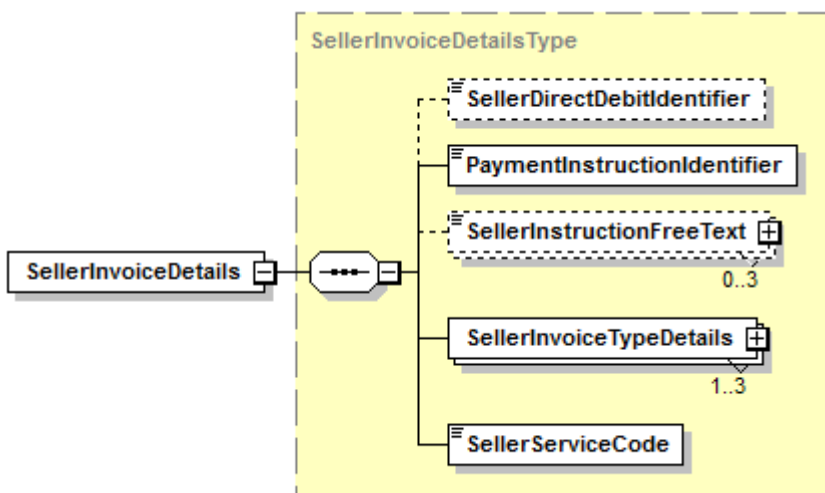 SellerInvoiceDetailsType
SellerDirectDebitIdentifier
PaymentInstructionIdentifier
SellerInstructionFreeText
0..3
SellerInvoiceDetails
SellerInvoiceTypeDetails
1..3
SellerServiceCode